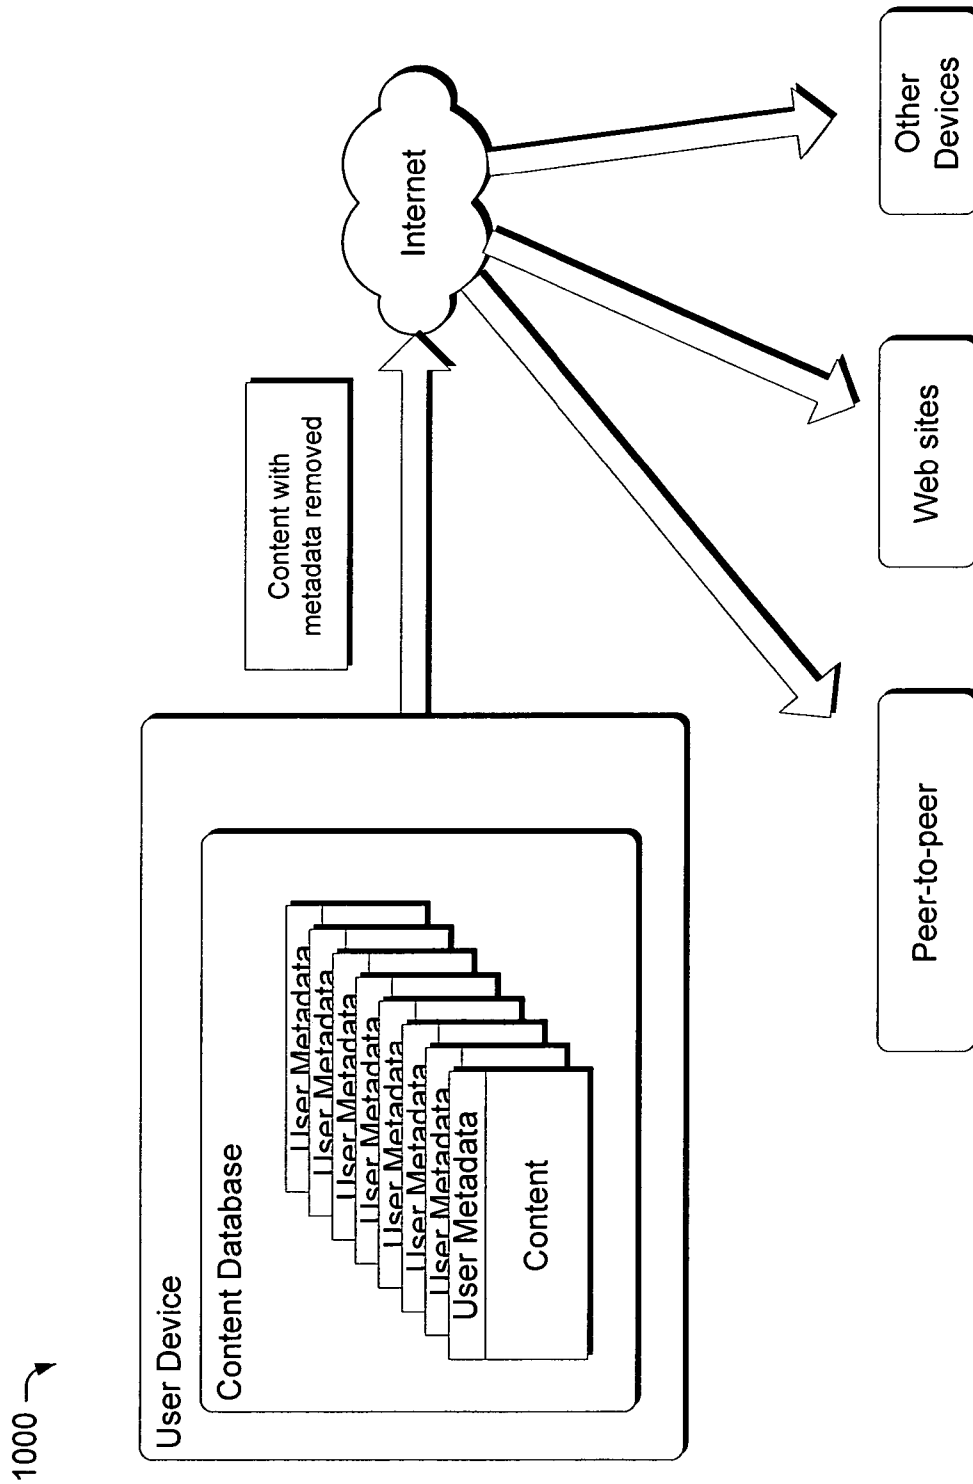 1000
User Device
Content Database
User Metadata
User Metadata
User Metadata
User Metadata
User Metadata
User Metadata
User Metadata
User Metadata
Content
Content with
metadata removed
Internet
Peer-to-peer
Web sites
Other
Devices